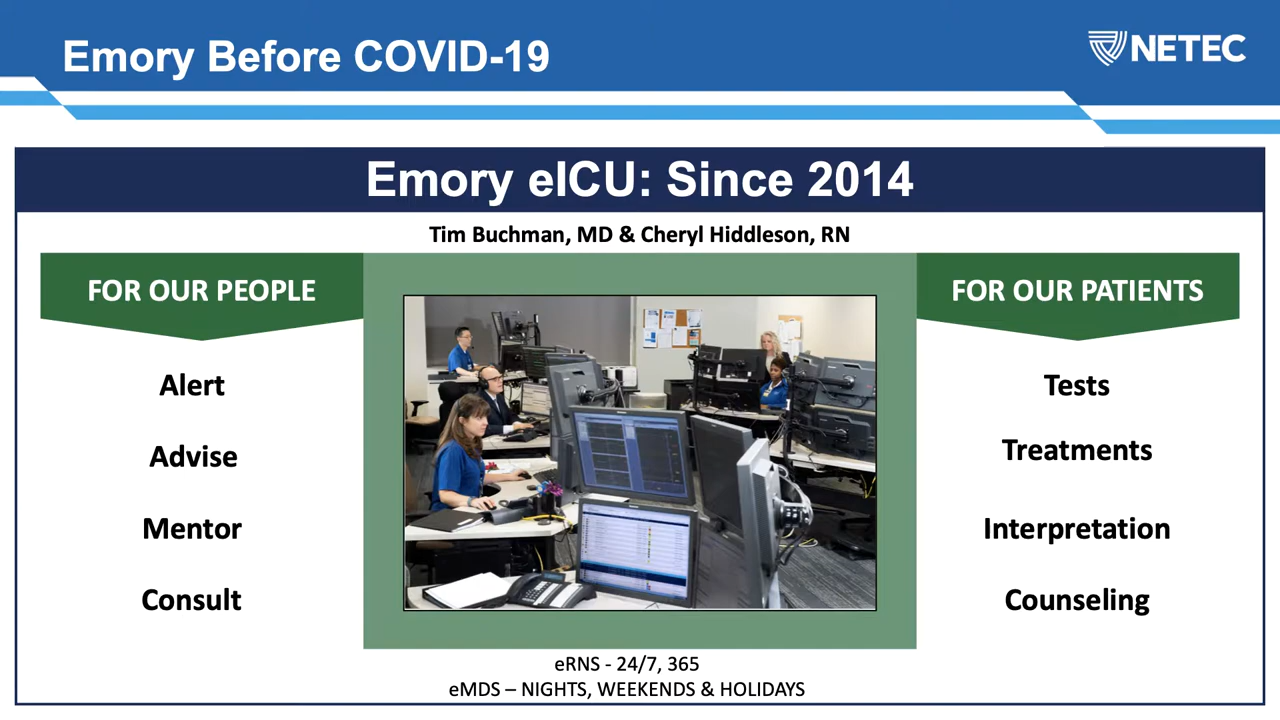 Emory Before COVID-19
NETEC
Emory eICU: Since 2014
Tim Buchman, MD & Cheryl Hiddleson, RN
FOR OUR PEOPLE
Alert
Advise
Mentor
Consult
FOR OUR PATIENTS
Tests
Treatments
Interpretation
Counseling
eRNS - 24/7, 365
eMDS – NIGHTS, WEEKENDS & HOLIDAYS